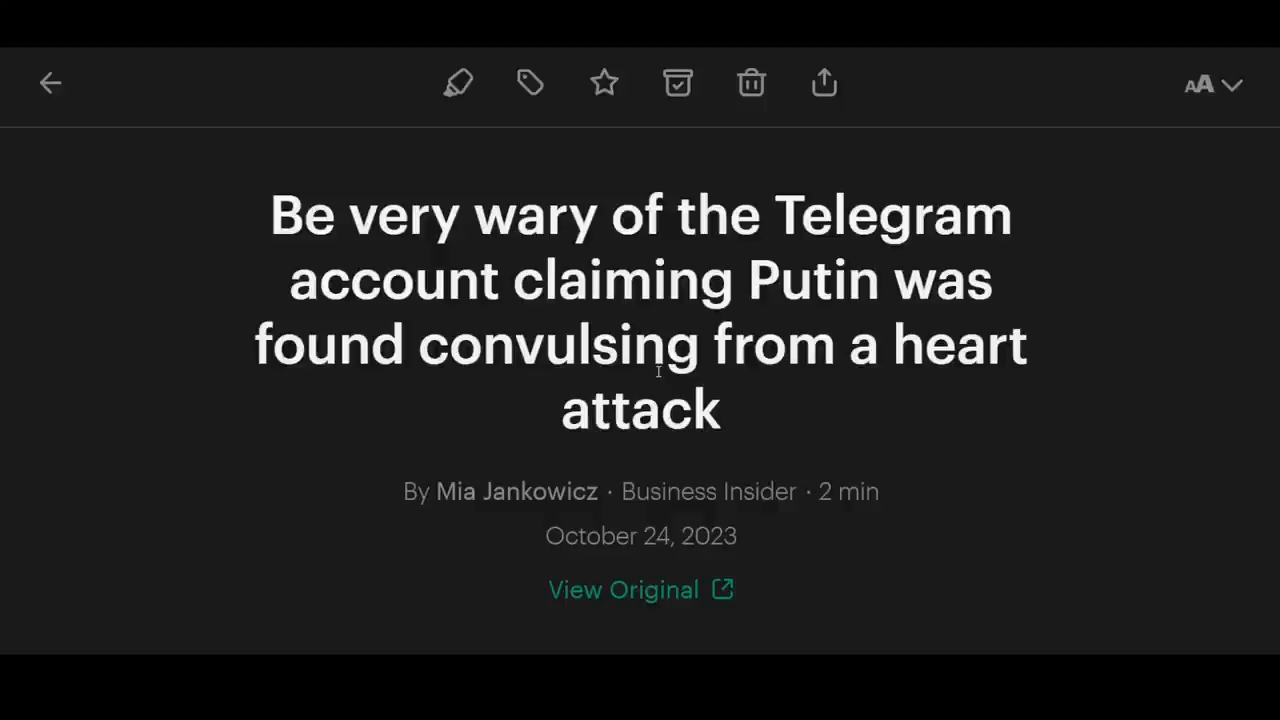 AA
Be very wary of the Telegram
account claiming Putin was
found convulsing from a heart
attack
By Mia Jankowicz · Business Insider · 2 min
October 24, 2023
View Original